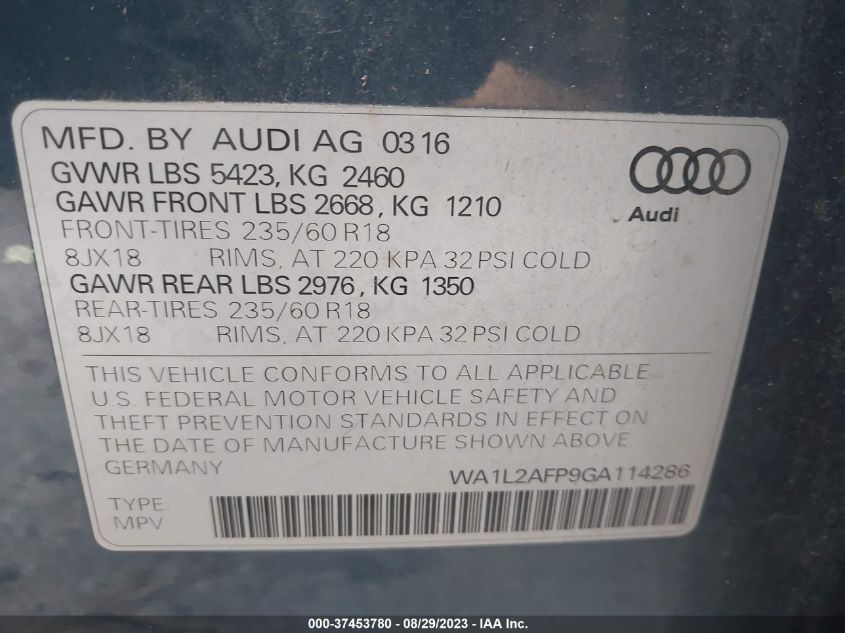 MFD. BY AUDI AG 03 16
GVWR LBS 5423, KG 2460
GAWR FRONT LBS 2668, KG 1210
FRONT-TIRES 235/60 R18
8JX18 RIMS, AT 220 KPA 32 PSI COLD
GAWR REAR LBS 2976, KG 1350
REAR-TIRES 235/60 R18
8JX18 RIMS, AT 220 KPA 32 PSI COLD
Audi
THIS VEHICLE CONFORMS TO ALL APPLICABLE
U.S. FEDERAL MOTOR VEHICLE SAFETY AND
THEFT PREVENTION STANDARDS IN EFFECT ON
THE DATE OF MANUFACTURE SHOWN ABOVE
GERMANY WA1L2AFP9GA114286
TYPE:
MPV
000-37453780 - 08/29/2023 - IAA Inc.